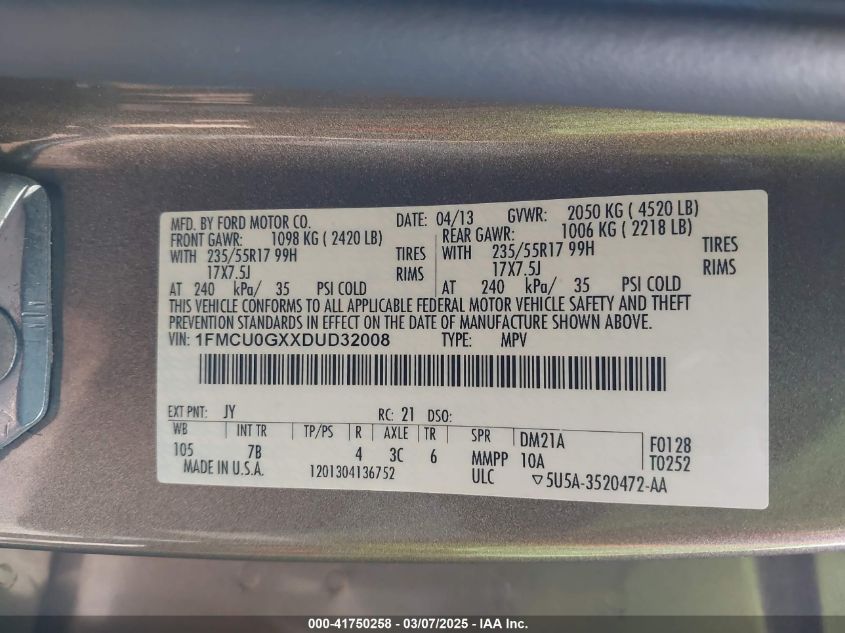 MFD. BY FORD MOTOR CO. DATE: 04/13 GVWR: 2050 KG ( 4520 LB)
FRONT GAWR: 1098 KG ( 2420 LB) REAR GAWR: 1006 KG ( 2218 LB)
WITH 235/55R17 99H TIRES WITH 235/55R17 99H TIRES
17X7.5J RIMS 17X7.5J RIMS
AT 240 kPa/ 35 PSI COLD AT 240 kPa/ 35 PSI COLD
THIS VEHICLE CONFORMS TO ALL APPLICABLE FEDERAL MOTOR VEHICLE SAFETY AND THEFT
PREVENTION STANDARDS IN EFFECT ON THE DATE OF MANUFACTURE SHOWN ABOVE.
VIN: 1FMCU0GXXDUD32008 TYPE: MPV
EXT PNT: JY RC: 21 DSO:
WB INT TR TP/PS R AXLE TR SPR DM21A F0128
105 7B 4 3C 6 MMPP 10A T0252
MADE IN U.S.A. 1201304136752 ULC ▽5U5A-3520472-AA
000-41750258 - 03/07/2025 - IAA Inc.